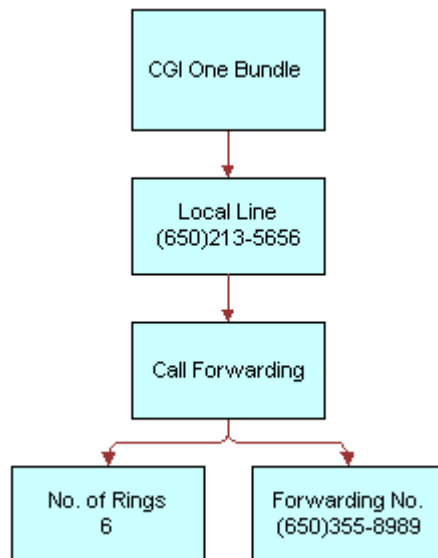 CGI One Bundle
Local Line
(650)213-5656
Call Forwarding
No. of Rings
6
Forwarding No.
(650)355-8989